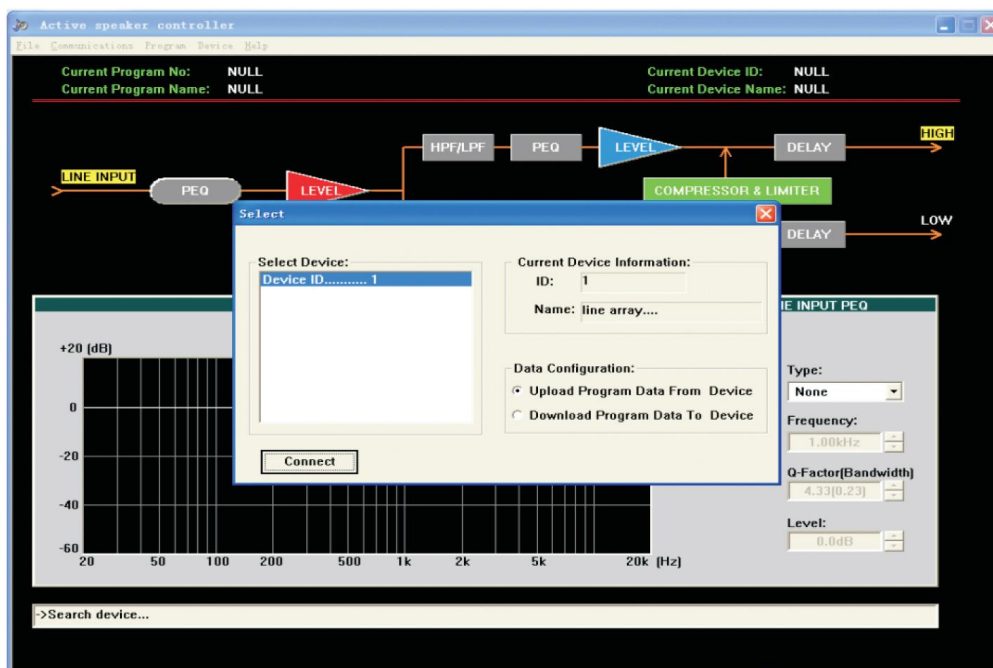 Active speaker controller
File Communications Program Device Help
Current Program No: NULL
Current Program Name: NULL
Current Device ID: NULL
Current Device Name: NULL
HIGH
HPF/LPF
PEQ
LEVEL
DELAY
LINE INPUT
PEQ
LEVEL
COMPRESSOR & LIMITER
LOW
DELAY
Select
Select Device:
Device ID........... 1
Current Device Information:
ID: 1
Name: line array....
Data Configuration:
Upload Program Data From Device
Download Program Data To Device
Connect
INPUT PEQ
+20 (dB)
0
-20
-40
-60
20 50 100 200 500 1k 2k 5k 20k (Hz)
Type:
None
Frequency:
1.00kHz
Q-Factor(Bandwidth)
4.33(0.23)
Level:
0.0dB
->Search device...